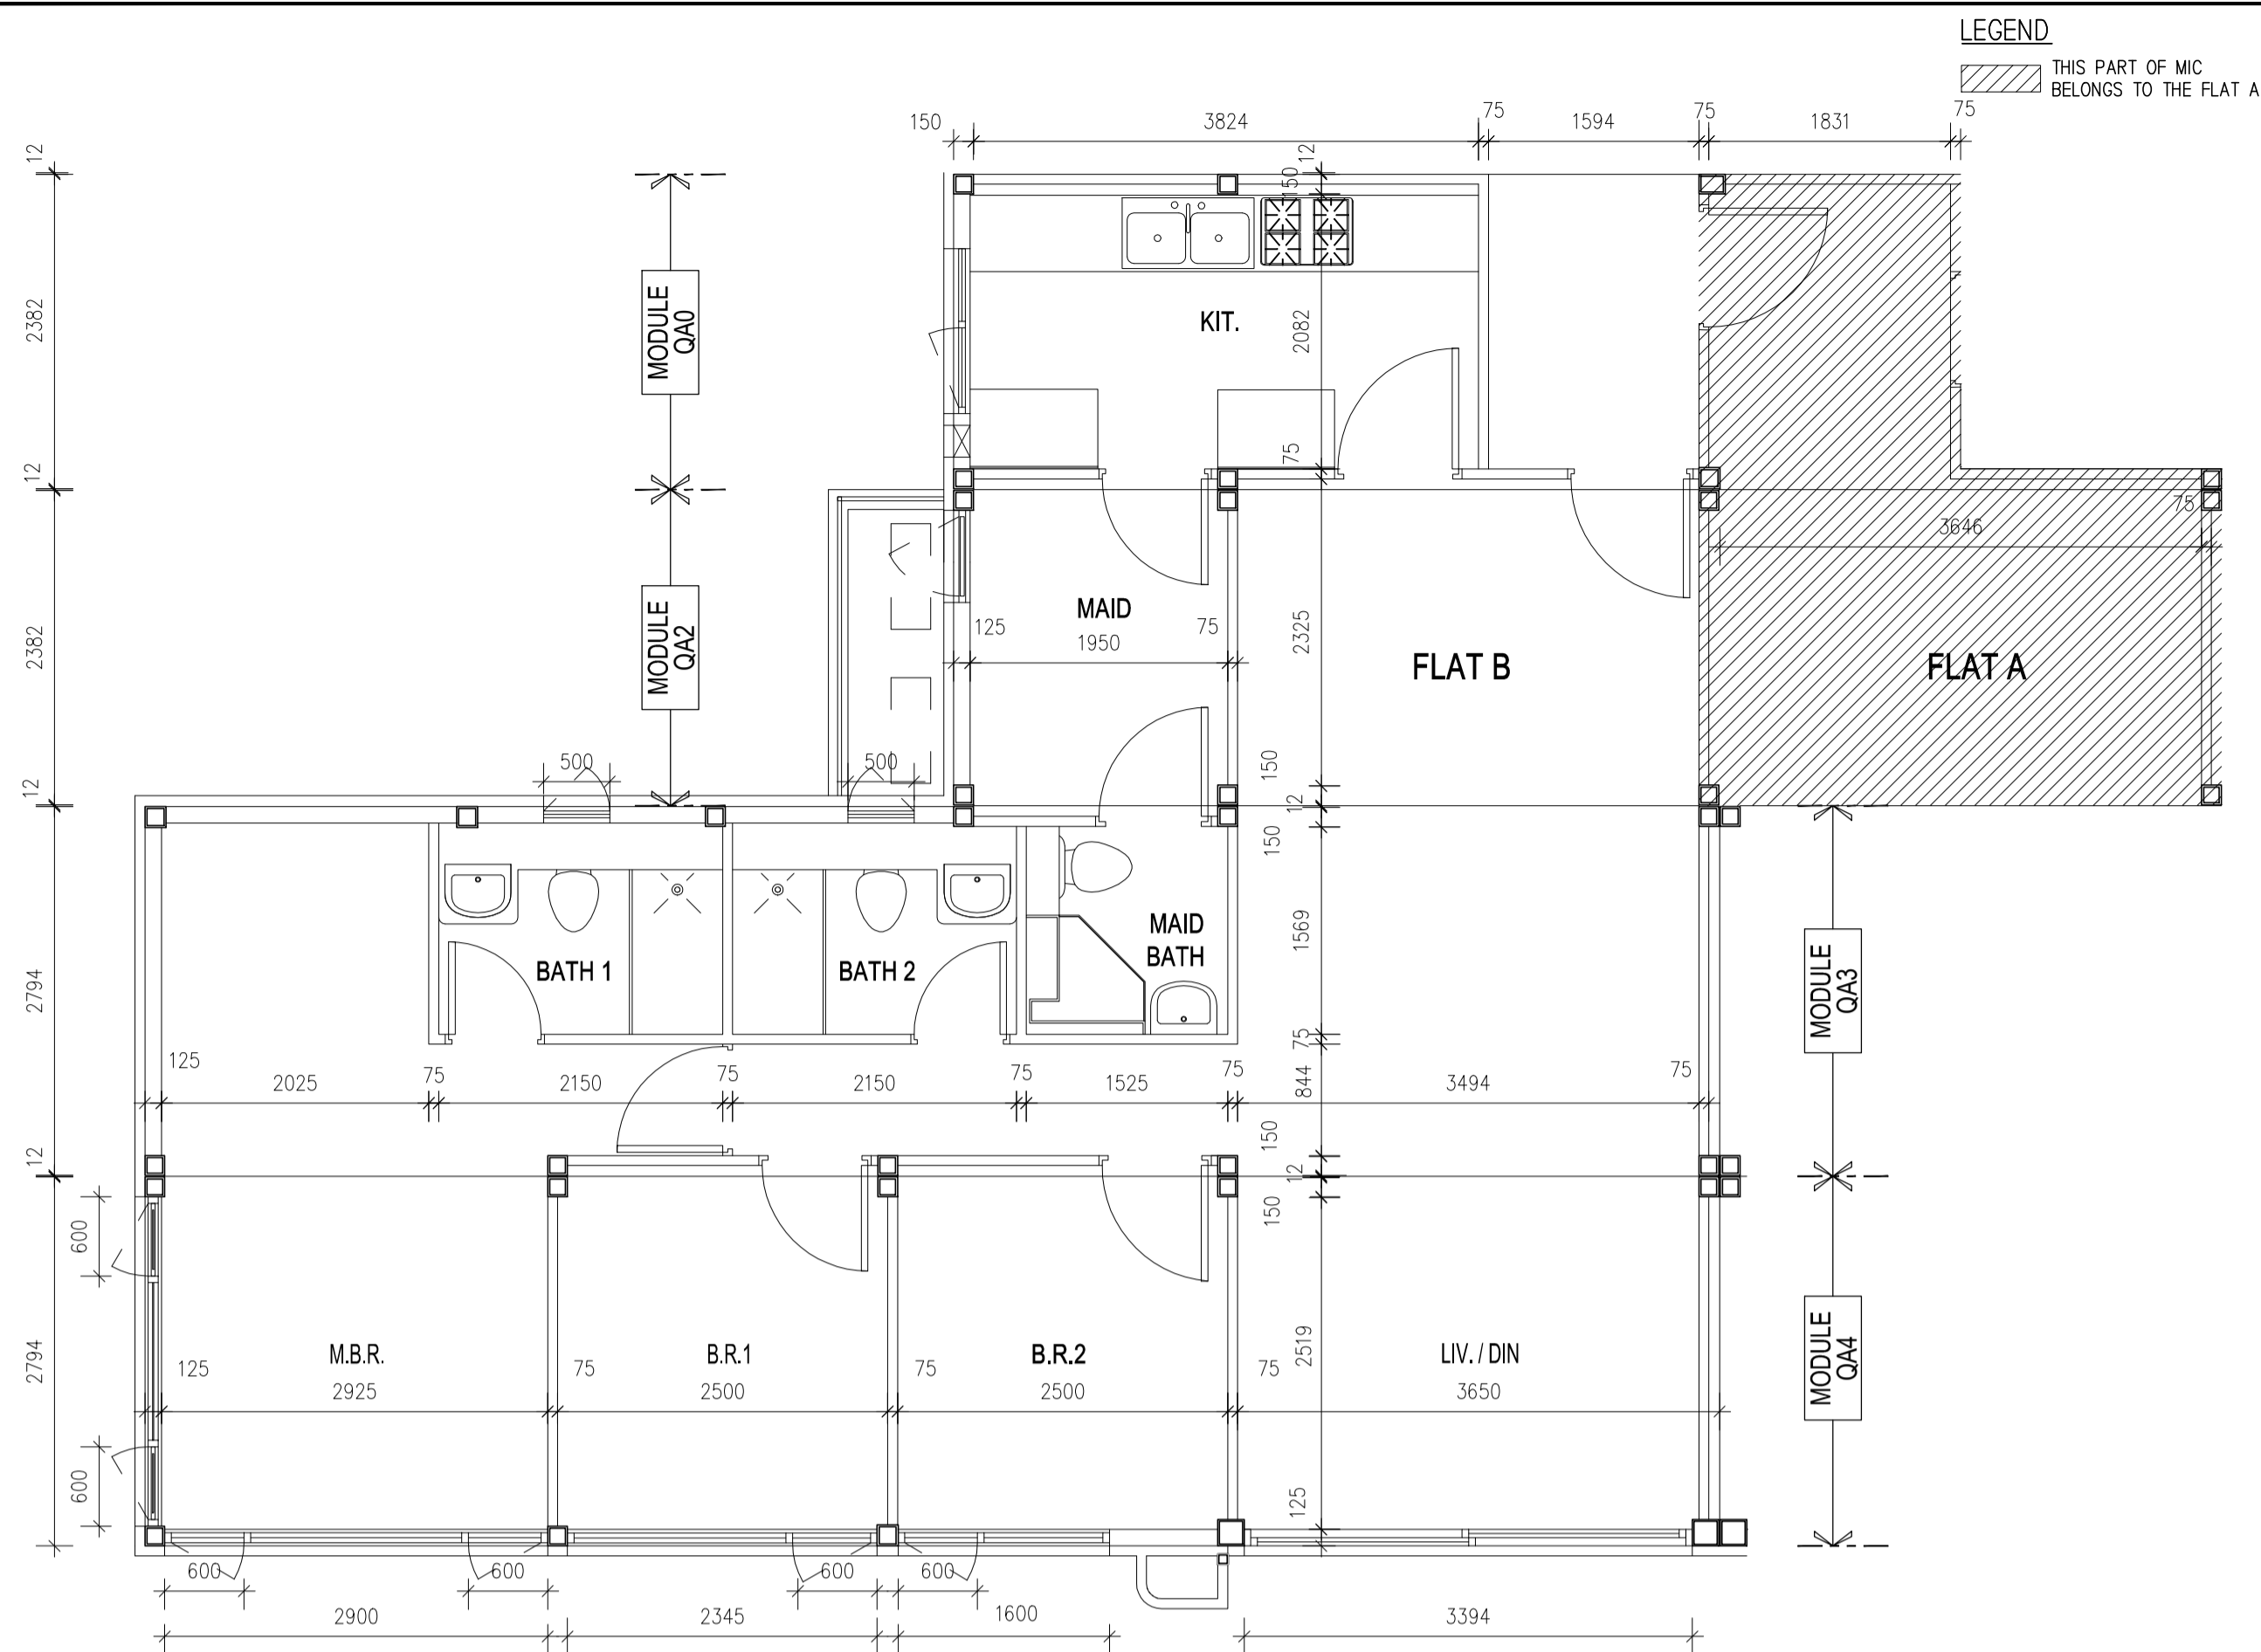 LEGEND
THIS PART OF MIC
BELONGS TO THE FLAT A
150
3824
75
1594
75
1831
75
12
12
150
2382
MODULE
QA0
KIT.
2082
12
75
75
3646
2382
MODULE
QA2
MAID
125
1950
75
2325
FLAT B
FLAT A
500
500
150
12
12
150
2794
BATH 1
BATH 2
MAID
BATH
1569
MODULE
QA3
125
2025
75
2150
75
2150
75
1525
75
75
844
3494
75
12
150
12
150
600
2794
M.B.R.
125
2925
B.R.1
75
2500
B.R.2
75
2500
75
2519
LIV. / DIN
3650
MODULE
QA4
600
125
600
600
600
600
2900
2345
1600
3394